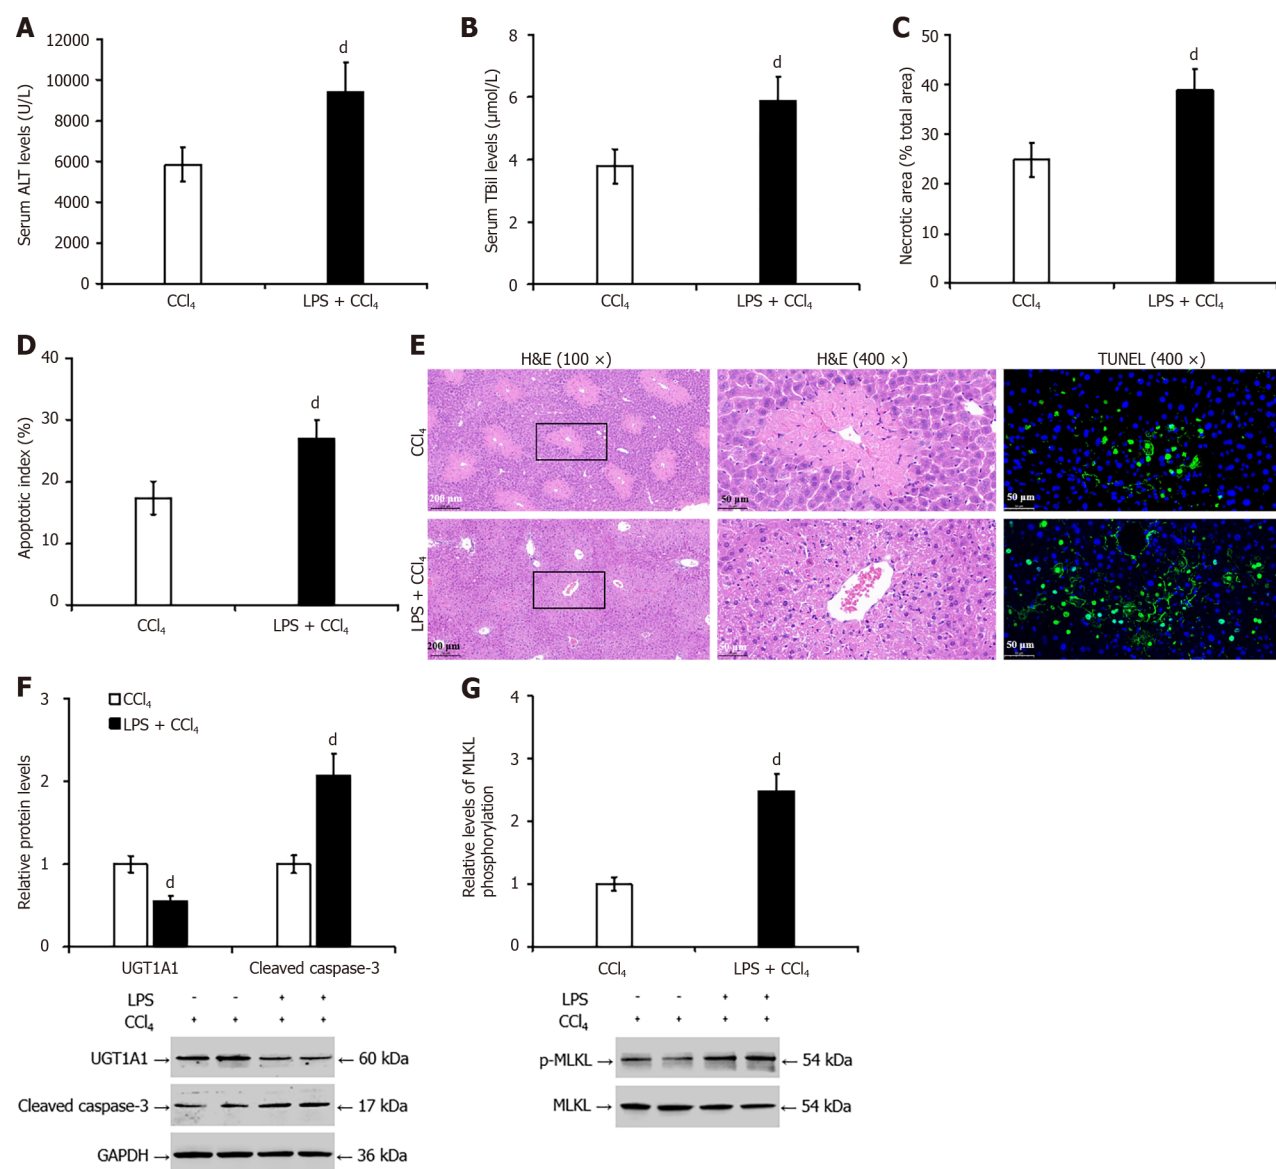 A
Serum ALT levels (U/L)
12000
10000
8000
6000
4000
2000
0
d
CCl₄
LPS + CCl₄
B
Serum TBil levels (μmol/L)
8
6
4
2
0
d
CCl₄
LPS + CCl₄
C
Necrotic area (% total area)
50
40
30
20
10
0
d
CCl₄
LPS + CCl₄
D
Apoptotic index (%)
40
30
20
10
0
d
CCl₄
LPS + CCl₄
E
H&E (100 ×)
H&E (400 ×)
TUNEL (400 ×)
CCl₄
200 μm
50 μm
50 μm
LPS + CCl₄
200 μm
50 μm
50 μm
F
Relative protein levels
3
2
1
0
CCl₄
LPS + CCl₄
d
d
UGT1A1
Cleaved caspase-3
LPS - - + +
CCl₄ + + + +
UGT1A1 → ← 60 kDa
Cleaved caspase-3 → ← 17 kDa
GAPDH → ← 36 kDa
G
Relative levels of MLKL
phosphorylation
4
3
2
1
0
d
CCl₄
LPS + CCl₄
LPS - - + +
CCl₄ + + + +
p-MLKL → ← 54 kDa
MLKL → ← 54 kDa